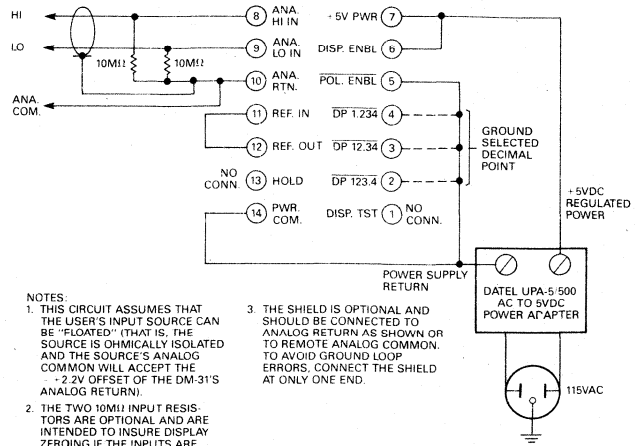 HI
LO
ANA.
COM.
10MΩ
10MΩ
8 ANA.
HI IN
9 ANA.
LO IN
10 ANA.
RTN.
11 REF. IN
12 REF. OUT
NO
CONN.
13 HOLD
14 PWR.
COM.
+5V PWR 7
DISP. ENBL 6
POL. ENBL 5
DP 1.234 4
DP 12.34 3
DP 123.4 2
DISP. TST 1 NO
CONN.
GROUND
SELECTED
DECIMAL
POINT
+5VDC
REGULATED
POWER
POWER SUPPLY
RETURN
DATEL UPA-5/500
AC TO 5VDC
POWER ADAPTER
115VAC
NOTES:
1. THIS CIRCUIT ASSUMES THAT
THE USER'S INPUT SOURCE CAN
BE "FLOATED" (THAT IS, THE
SOURCE IS OHMICALLY ISOLATED
AND THE SOURCE'S ANALOG
COMMON WILL ACCEPT THE
+2.2V OFFSET OF THE DM-31'S
ANALOG RETURN).
2. THE TWO 10MΩ INPUT RESIS-
TORS ARE OPTIONAL AND ARE
INTENDED TO INSURE DISPLAY
ZEROING IF THE INPUTS ARE
3. THE SHIELD IS OPTIONAL AND
SHOULD BE CONNECTED TO
ANALOG RETURN AS SHOWN OR
TO REMOTE ANALOG COMMON.
TO AVOID GROUND LOOP
ERRORS, CONNECT THE SHIELD
AT ONLY ONE END.